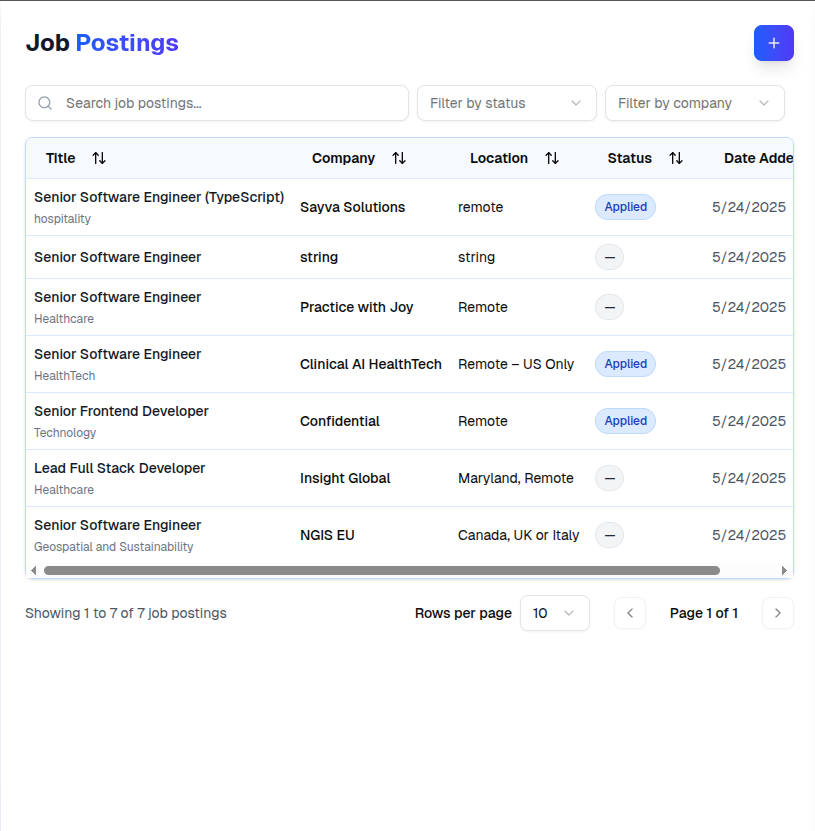 Job Postings
+
Search job postings...
Filter by status
Filter by company
Title Company Location Status Date Adde
Senior Software Engineer (TypeScript)
hospitality
Sayva Solutions remote Applied 5/24/2025
Senior Software Engineer string string — 5/24/2025
Senior Software Engineer
Healthcare
Practice with Joy Remote — 5/24/2025
Senior Software Engineer
HealthTech
Clinical AI HealthTech Remote – US Only Applied 5/24/2025
Senior Frontend Developer
Technology
Confidential Remote Applied 5/24/2025
Lead Full Stack Developer
Healthcare
Insight Global Maryland, Remote — 5/24/2025
Senior Software Engineer
Geospatial and Sustainability
NGIS EU Canada, UK or Italy — 5/24/2025
Showing 1 to 7 of 7 job postings Rows per page 10 Page 1 of 1